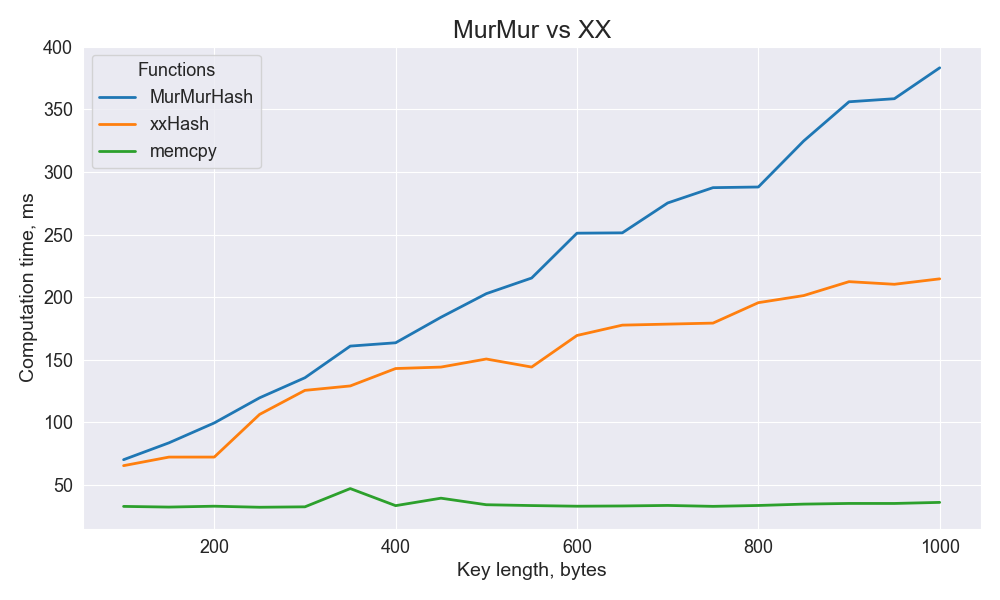 MurMur vs XX
Functions
MurMurHash
xxHash
memcpy
Computation time, ms
400
350
300
250
200
150
100
50
200 400 600 800 1000
Key length, bytes